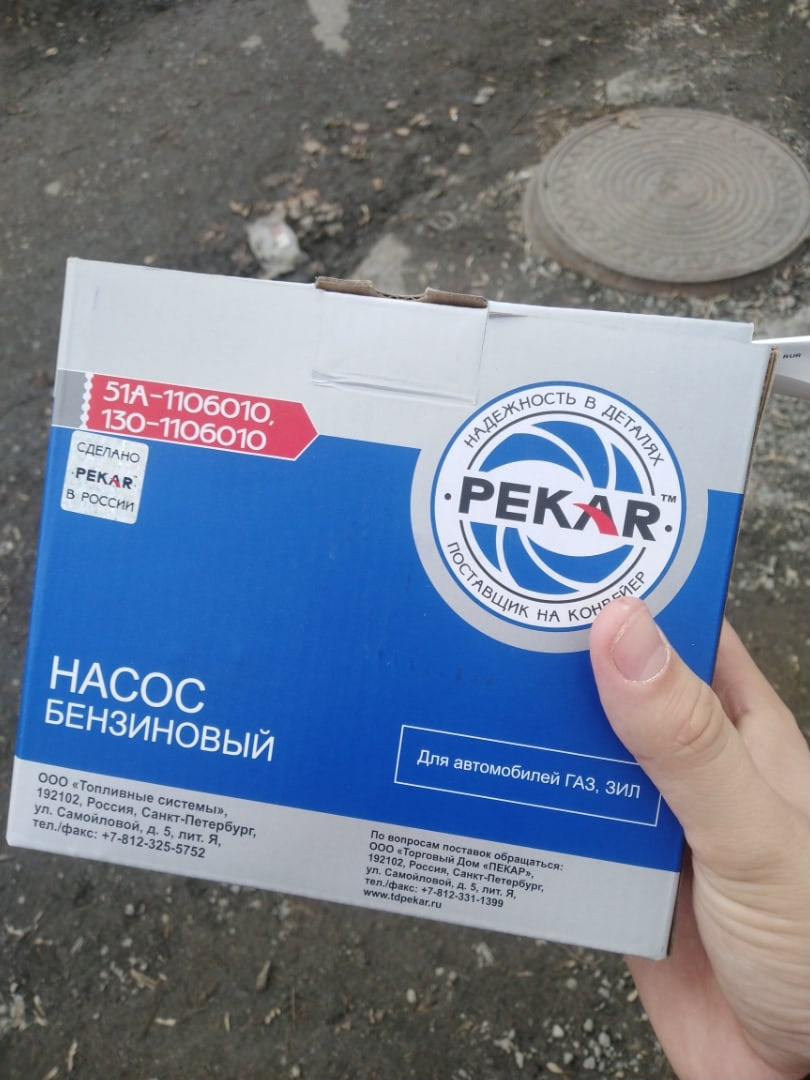 51А-1106010,
130-1106010
СДЕЛАНО
PEKAR
В РОССИИ
НАДЕЖНОСТЬ В ДЕТАЛЯХ
PEKAR™
ПОСТАВЩИК НА КОНВЕЙЕР
НАСОС
БЕНЗИНОВЫЙ
Для автомобилей ГАЗ, ЗИЛ
ООО «Топливные системы»,
192102, Россия, Санкт-Петербург,
ул. Самойловой, д. 5, лит. Я,
тел./факс: +7-812-325-5752
По вопросам поставок обращаться:
ООО «Торговый Дом «ПЕКАР»,
192102, Россия, Санкт-Петербург,
ул. Самойловой, д. 5, лит. Я,
тел./факс: +7-812-331-1399
www.tdpekar.ru